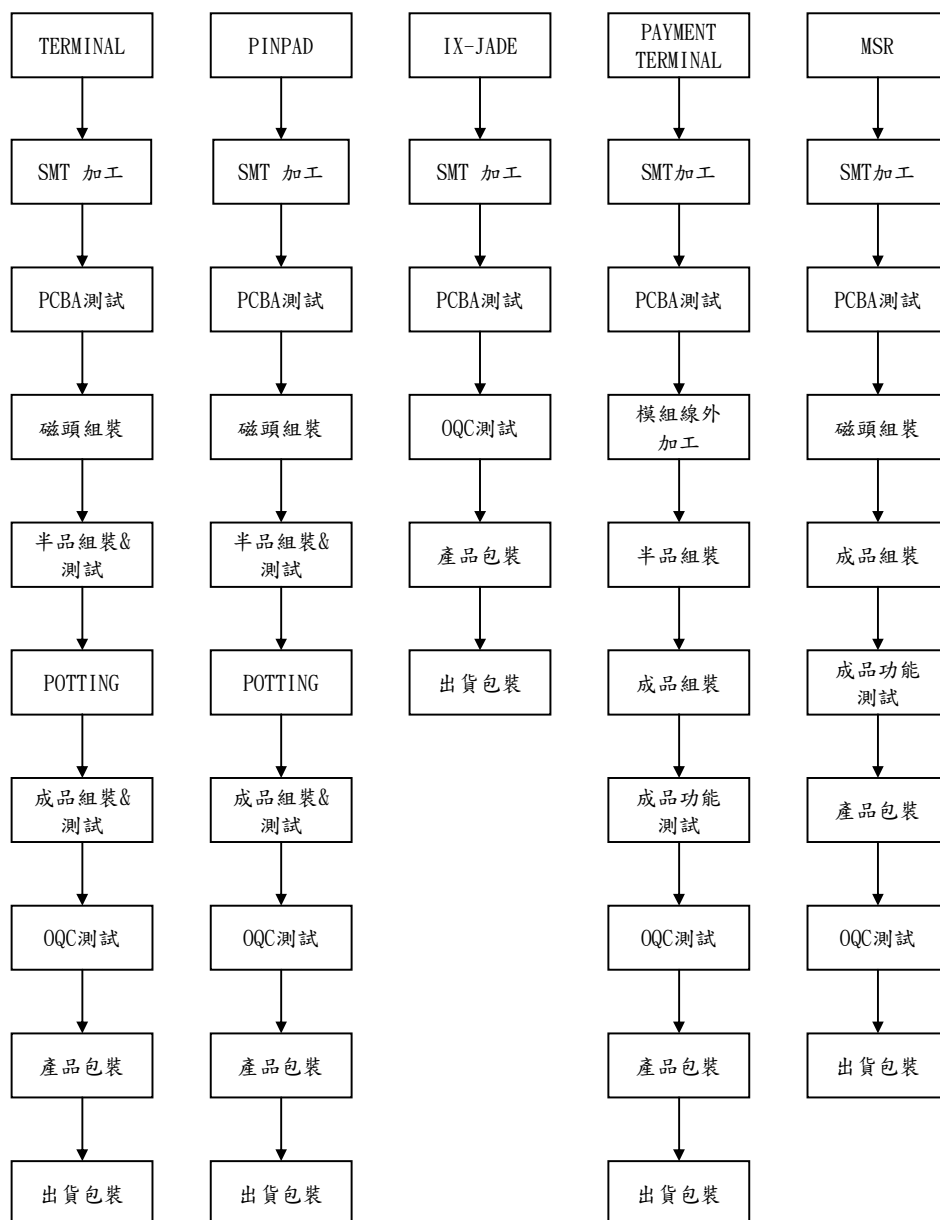 TERMINAL
SMT 加工
PCBA測試
磁頭組裝
半品組裝&
測試
POTTING
成品組裝&
測試
OQC測試
產品包裝
出貨包裝
PINPAD
SMT 加工
PCBA測試
磁頭組裝
半品組裝&
測試
POTTING
成品組裝&
測試
OQC測試
產品包裝
出貨包裝
IX-JADE
SMT 加工
PCBA測試
OQC測試
產品包裝
出貨包裝
PAYMENT
TERMINAL
SMT加工
PCBA測試
模組線外
加工
半品組裝
成品組裝
成品功能
測試
OQC測試
產品包裝
出貨包裝
MSR
SMT加工
PCBA測試
磁頭組裝
成品組裝
成品功能
測試
產品包裝
OQC測試
出貨包裝